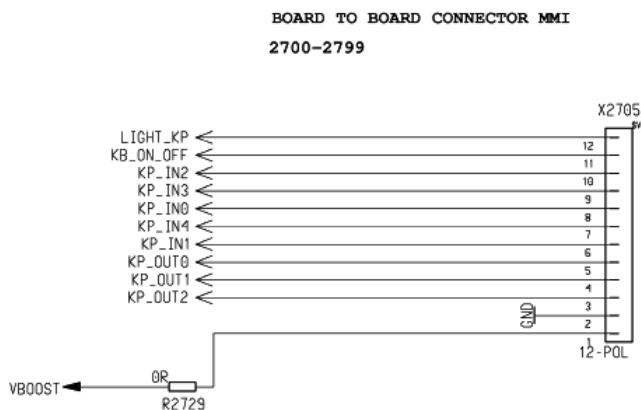 BOARD TO BOARD CONNECTOR MMI
2700-2799
X2705
LIGHT_KP
12
KB_ON_OFF
11
KP_IN2
10
KP_IN3
9
KP_IN0
8
KP_IN4
7
KP_IN1
6
KP_OUT0
5
KP_OUT1
4
KP_OUT2
3
GND
2
1
12-POL
0R
VBOOST
R2729